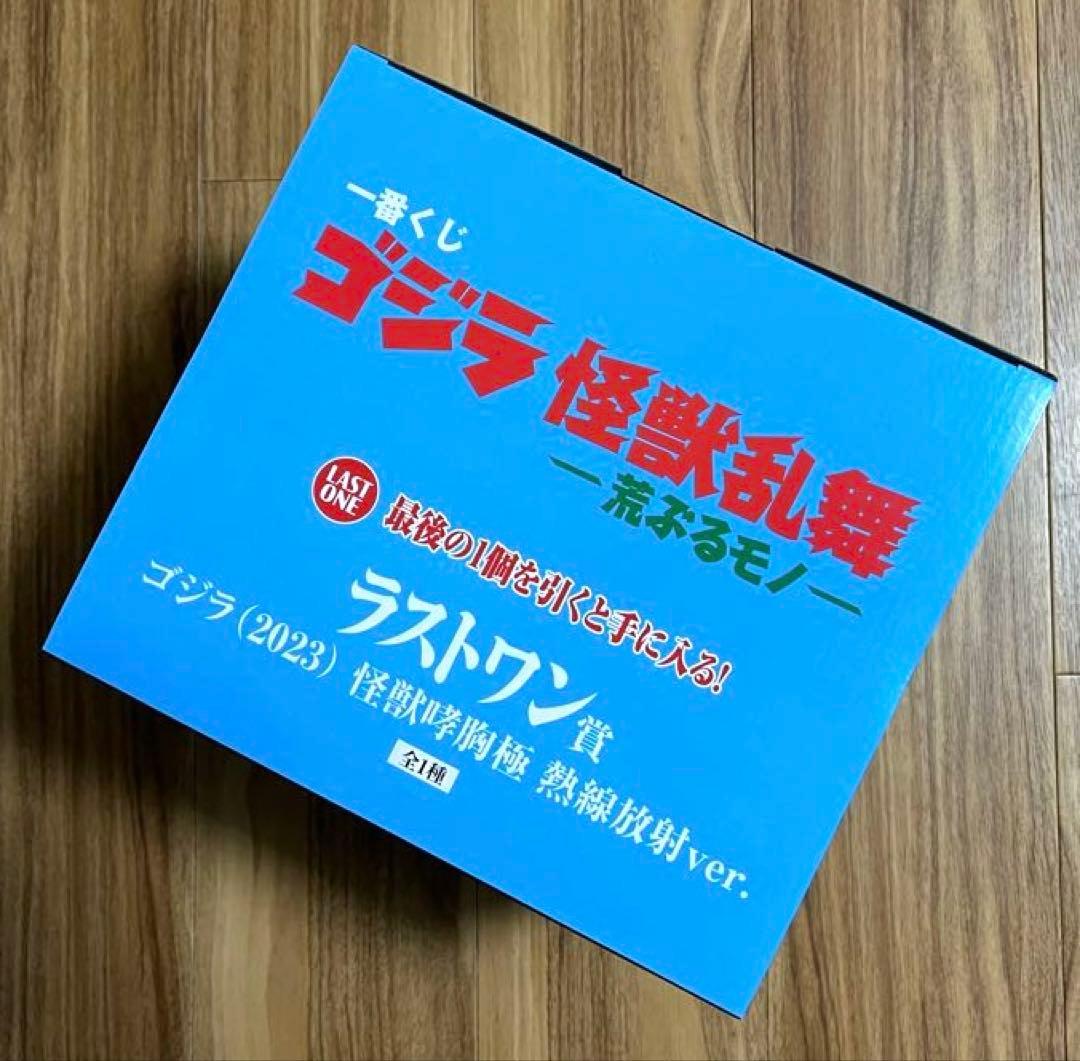 一番くじ
ゴジラ 怪獣乱舞
―荒ぶるモノ―
LAST
ONE
最後の1個を引くと手に入る!
ラストワン賞
ゴジラ(2023) 怪獣哮胸極 熱線放射ver.
全1種